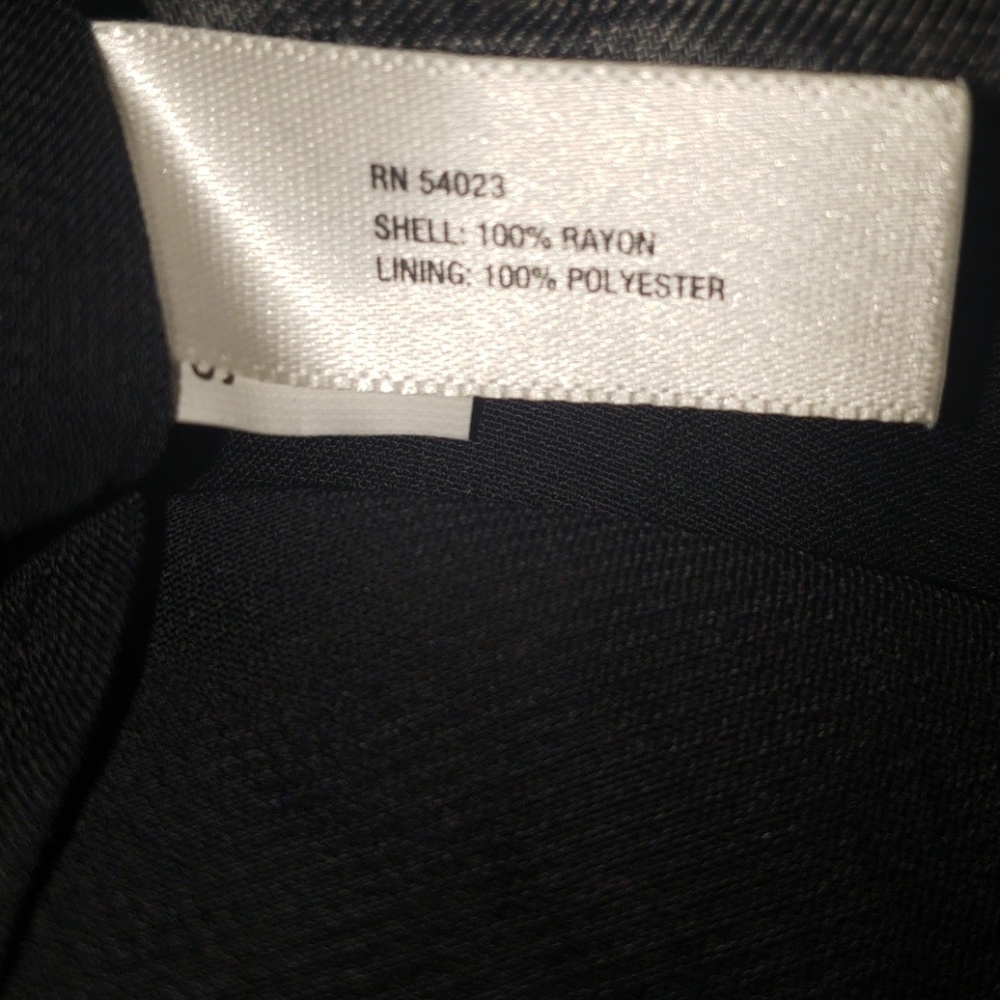 RN 54023
SHELL: 100% RAYON
LINING: 100% POLYESTER